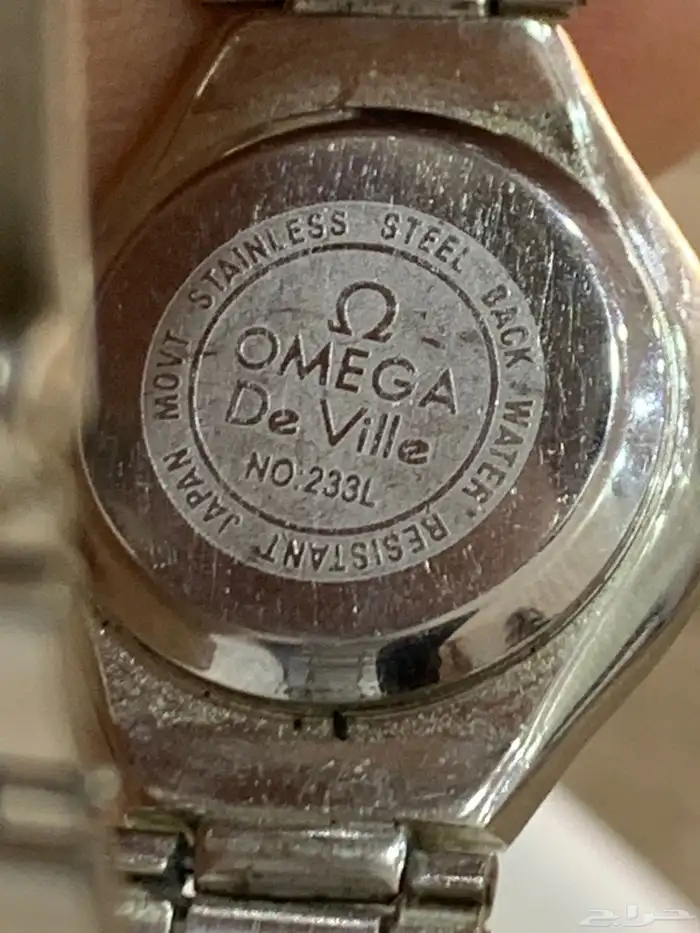 STAINLESS STEEL BACK WATER RESISTANT JAPAN MOVT
Ω
OMEGA
De Ville
NO:233L
حراج